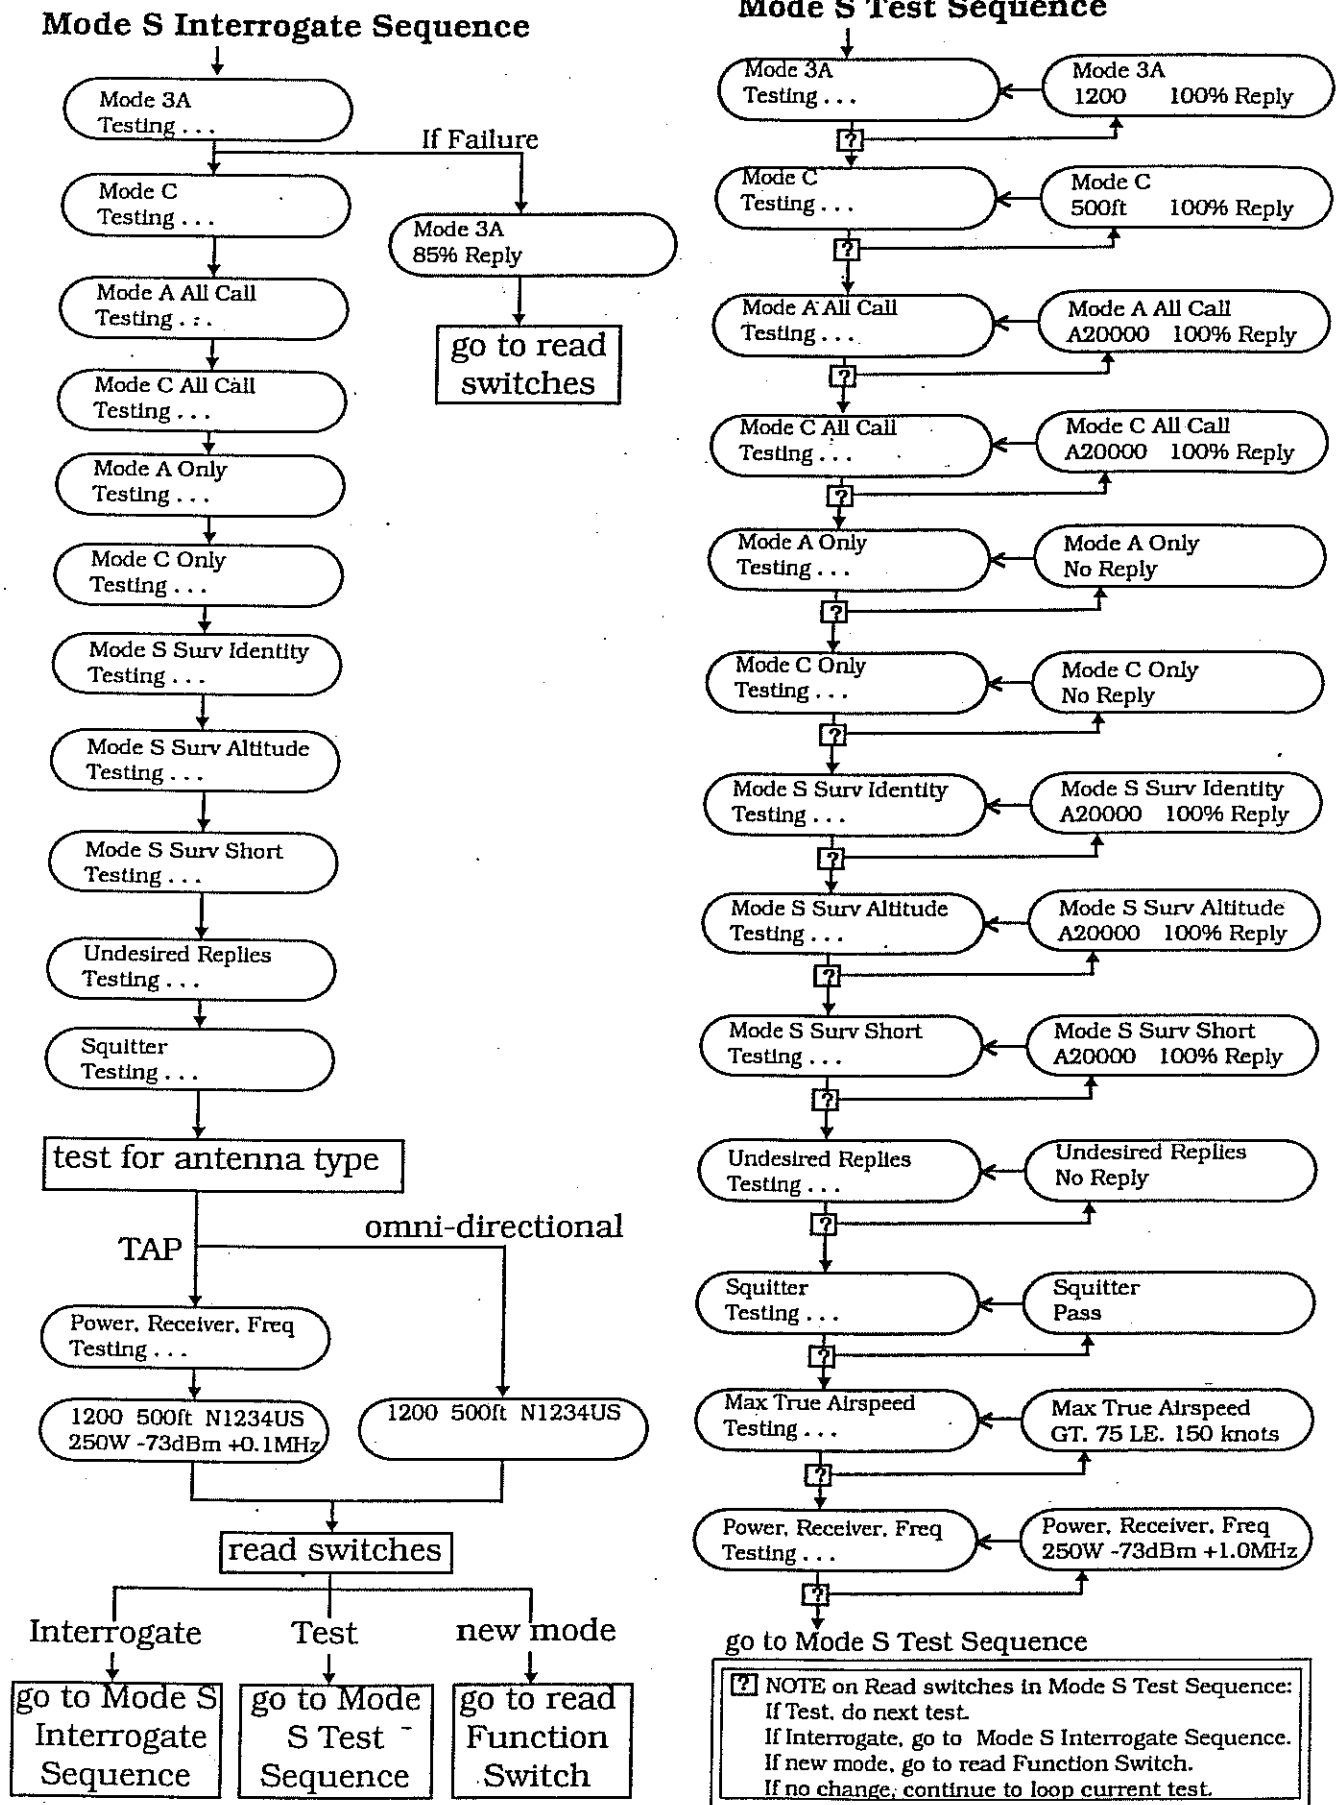 Mode S Interrogate Sequence
Mode 3A
Testing . . .
If Failure
Mode C
Testing . . .
Mode 3A
85% Reply
go to read
switches
Mode A All Call
Testing . . .
Mode C All Call
Testing . . .
Mode A Only
Testing . . .
Mode C Only
Testing . . .
Mode S Surv Identity
Testing . . .
Mode S Surv Altitude
Testing . . .
Mode S Surv Short
Testing . . .
Undesired Replies
Testing . . .
Squitter
Testing . . .
test for antenna type
TAP
omni-directional
Power, Receiver, Freq
Testing . . .
1200 500ft N1234US
250W -73dBm +0.1MHz
1200 500ft N1234US
read switches
Interrogate
go to Mode S
Interrogate
Sequence
Test
go to Mode
S Test
Sequence
new mode
go to read
Function
Switch
Mode S Test Sequence
Mode 3A
Testing . . .
Mode 3A
1200 100% Reply
?
Mode C
Testing . . .
Mode C
500ft 100% Reply
?
Mode A All Call
Testing . . .
Mode A All Call
A20000 100% Reply
?
Mode C All Call
Testing . . .
Mode C All Call
A20000 100% Reply
?
Mode A Only
Testing . . .
Mode A Only
No Reply
?
Mode C Only
Testing . . .
Mode C Only
No Reply
?
Mode S Surv Identity
Testing . . .
Mode S Surv Identity
A20000 100% Reply
?
Mode S Surv Altitude
Testing . . .
Mode S Surv Altitude
A20000 100% Reply
?
Mode S Surv Short
Testing . . .
Mode S Surv Short
A20000 100% Reply
?
Undesired Replies
Testing . . .
Undesired Replies
No Reply
?
Squitter
Testing . . .
Squitter
Pass
?
Max True Airspeed
Testing . . .
Max True Airspeed
GT. 75 LE. 150 knots
?
Power, Receiver, Freq
Testing . . .
Power, Receiver, Freq
250W -73dBm +1.0MHz
?
go to Mode S Test Sequence
? NOTE on Read switches in Mode S Test Sequence:
If Test, do next test.
If Interrogate, go to Mode S Interrogate Sequence.
If new mode, go to read Function Switch.
If no change, continue to loop current test.